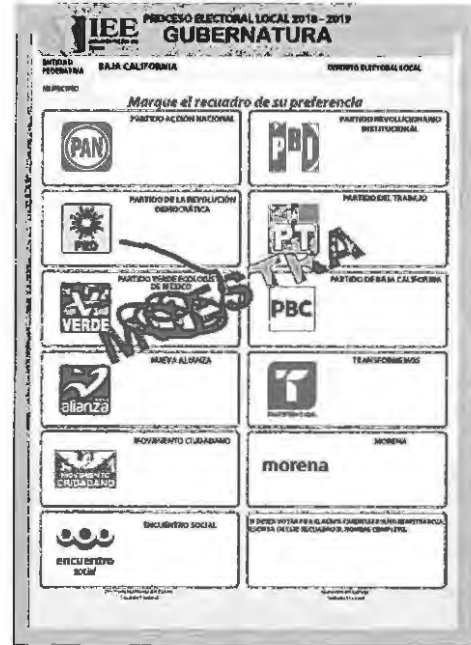 IEE
PROCESO ELECTORAL LOCAL 2018 - 2019
GUBERNATURA
ENTIDAD FEDERATIVA
BAJA CALIFORNIA
DISTRITO ELECTORAL LOCAL
MUNICIPIO
Marque el recuadro de su preferencia
PARTIDO ACCIÓN NACIONAL
PAN
PARTIDO REVOLUCIONARIO
INSTITUCIONAL
PARTIDO DE LA REVOLUCIÓN
DEMOCRÁTICA
PRD
PARTIDO DEL TRABAJO
PT
MUESTRA
PARTIDO VERDE ECOLOGISTA
DE MÉXICO
VERDE
PARTIDO DE BAJA CALIFORNIA
PBC
NUEVA ALIANZA
alianza
TRANSFORMEMOS
T
MOVIMIENTO CIUDADANO
MOVIMIENTO
CIUDADANO
MORENA
morena
ENCUENTRO SOCIAL
encuentro
social